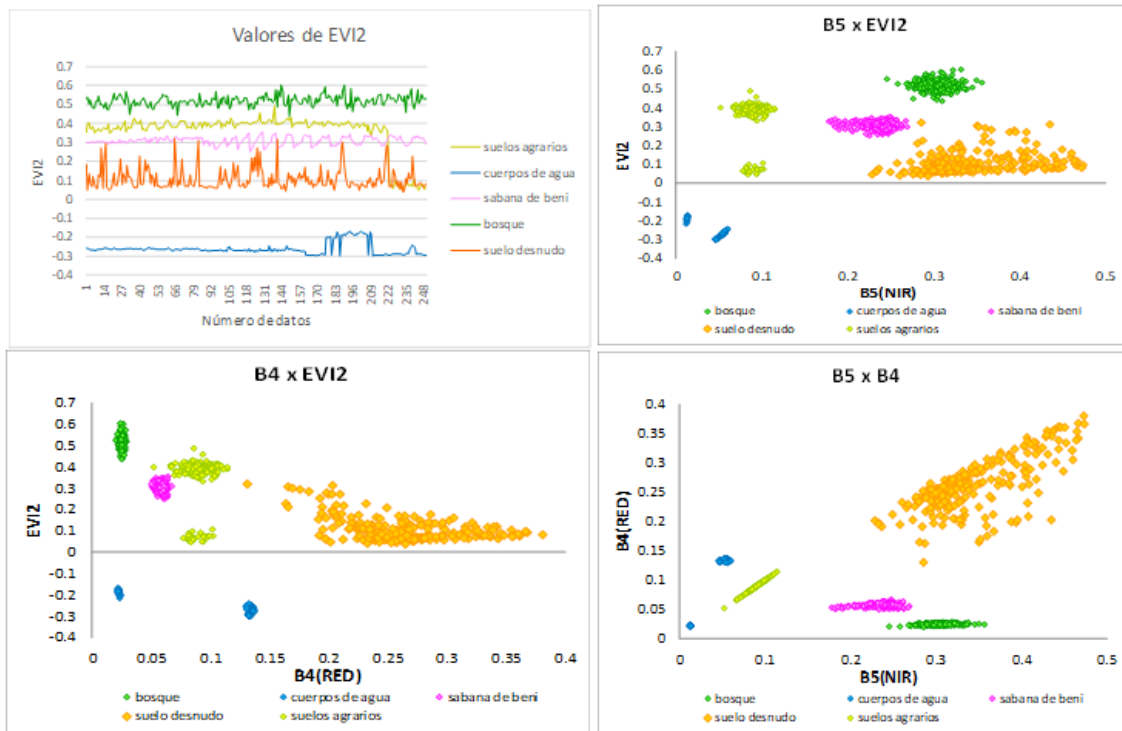 Valores de EVI2
0.7
0.6
0.5
0.4
0.3
0.2
0.1
0
-0.1
-0.2
-0.3
-0.4
EVI2
1 14 27 40 53 66 79 92 105 118 131 144 157 170 183 196 209 222 235 248
Número de datos
suelos agrarios
cuerpos de agua
sabana de beni
bosque
suelo desnudo
B5 x EVI2
0.7
0.6
0.5
0.4
0.3
0.2
0.1
0
-0.1
-0.2
-0.3
-0.4
EVI2
0 0.1 0.2 0.3 0.4 0.5
B5(NIR)
bosque cuerpos de agua sabana de beni
suelo desnudo suelos agrarios
B4 x EVI2
0.7
0.6
0.5
0.4
0.3
0.2
0.1
0
-0.1
-0.2
-0.3
-0.4
EVI2
0 0.05 0.1 0.15 0.2 0.25 0.3 0.35 0.4
B4(RED)
bosque cuerpos de agua sabana de beni
suelo desnudo suelos agrarios
B5 x B4
0.4
0.35
0.3
0.25
0.2
0.15
0.1
0.05
0
B4(RED)
0 0.1 0.2 0.3 0.4 0.5
B5(NIR)
bosque cuerpos de agua sabana de beni
suelo desnudo suelos agrarios